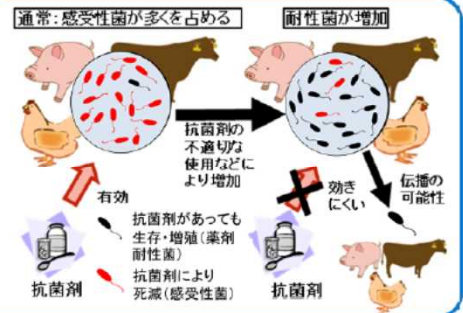 通常:感受性菌が多くを占める
耐性菌が増加
抗菌剤の
不適切な
使用などに
より増加
有効
効き
にくい
伝播の
可能性
抗菌剤があっても
生存・増殖(薬剤
耐性菌)
抗菌剤により
死滅(感受性菌)
抗菌剤
抗菌剤